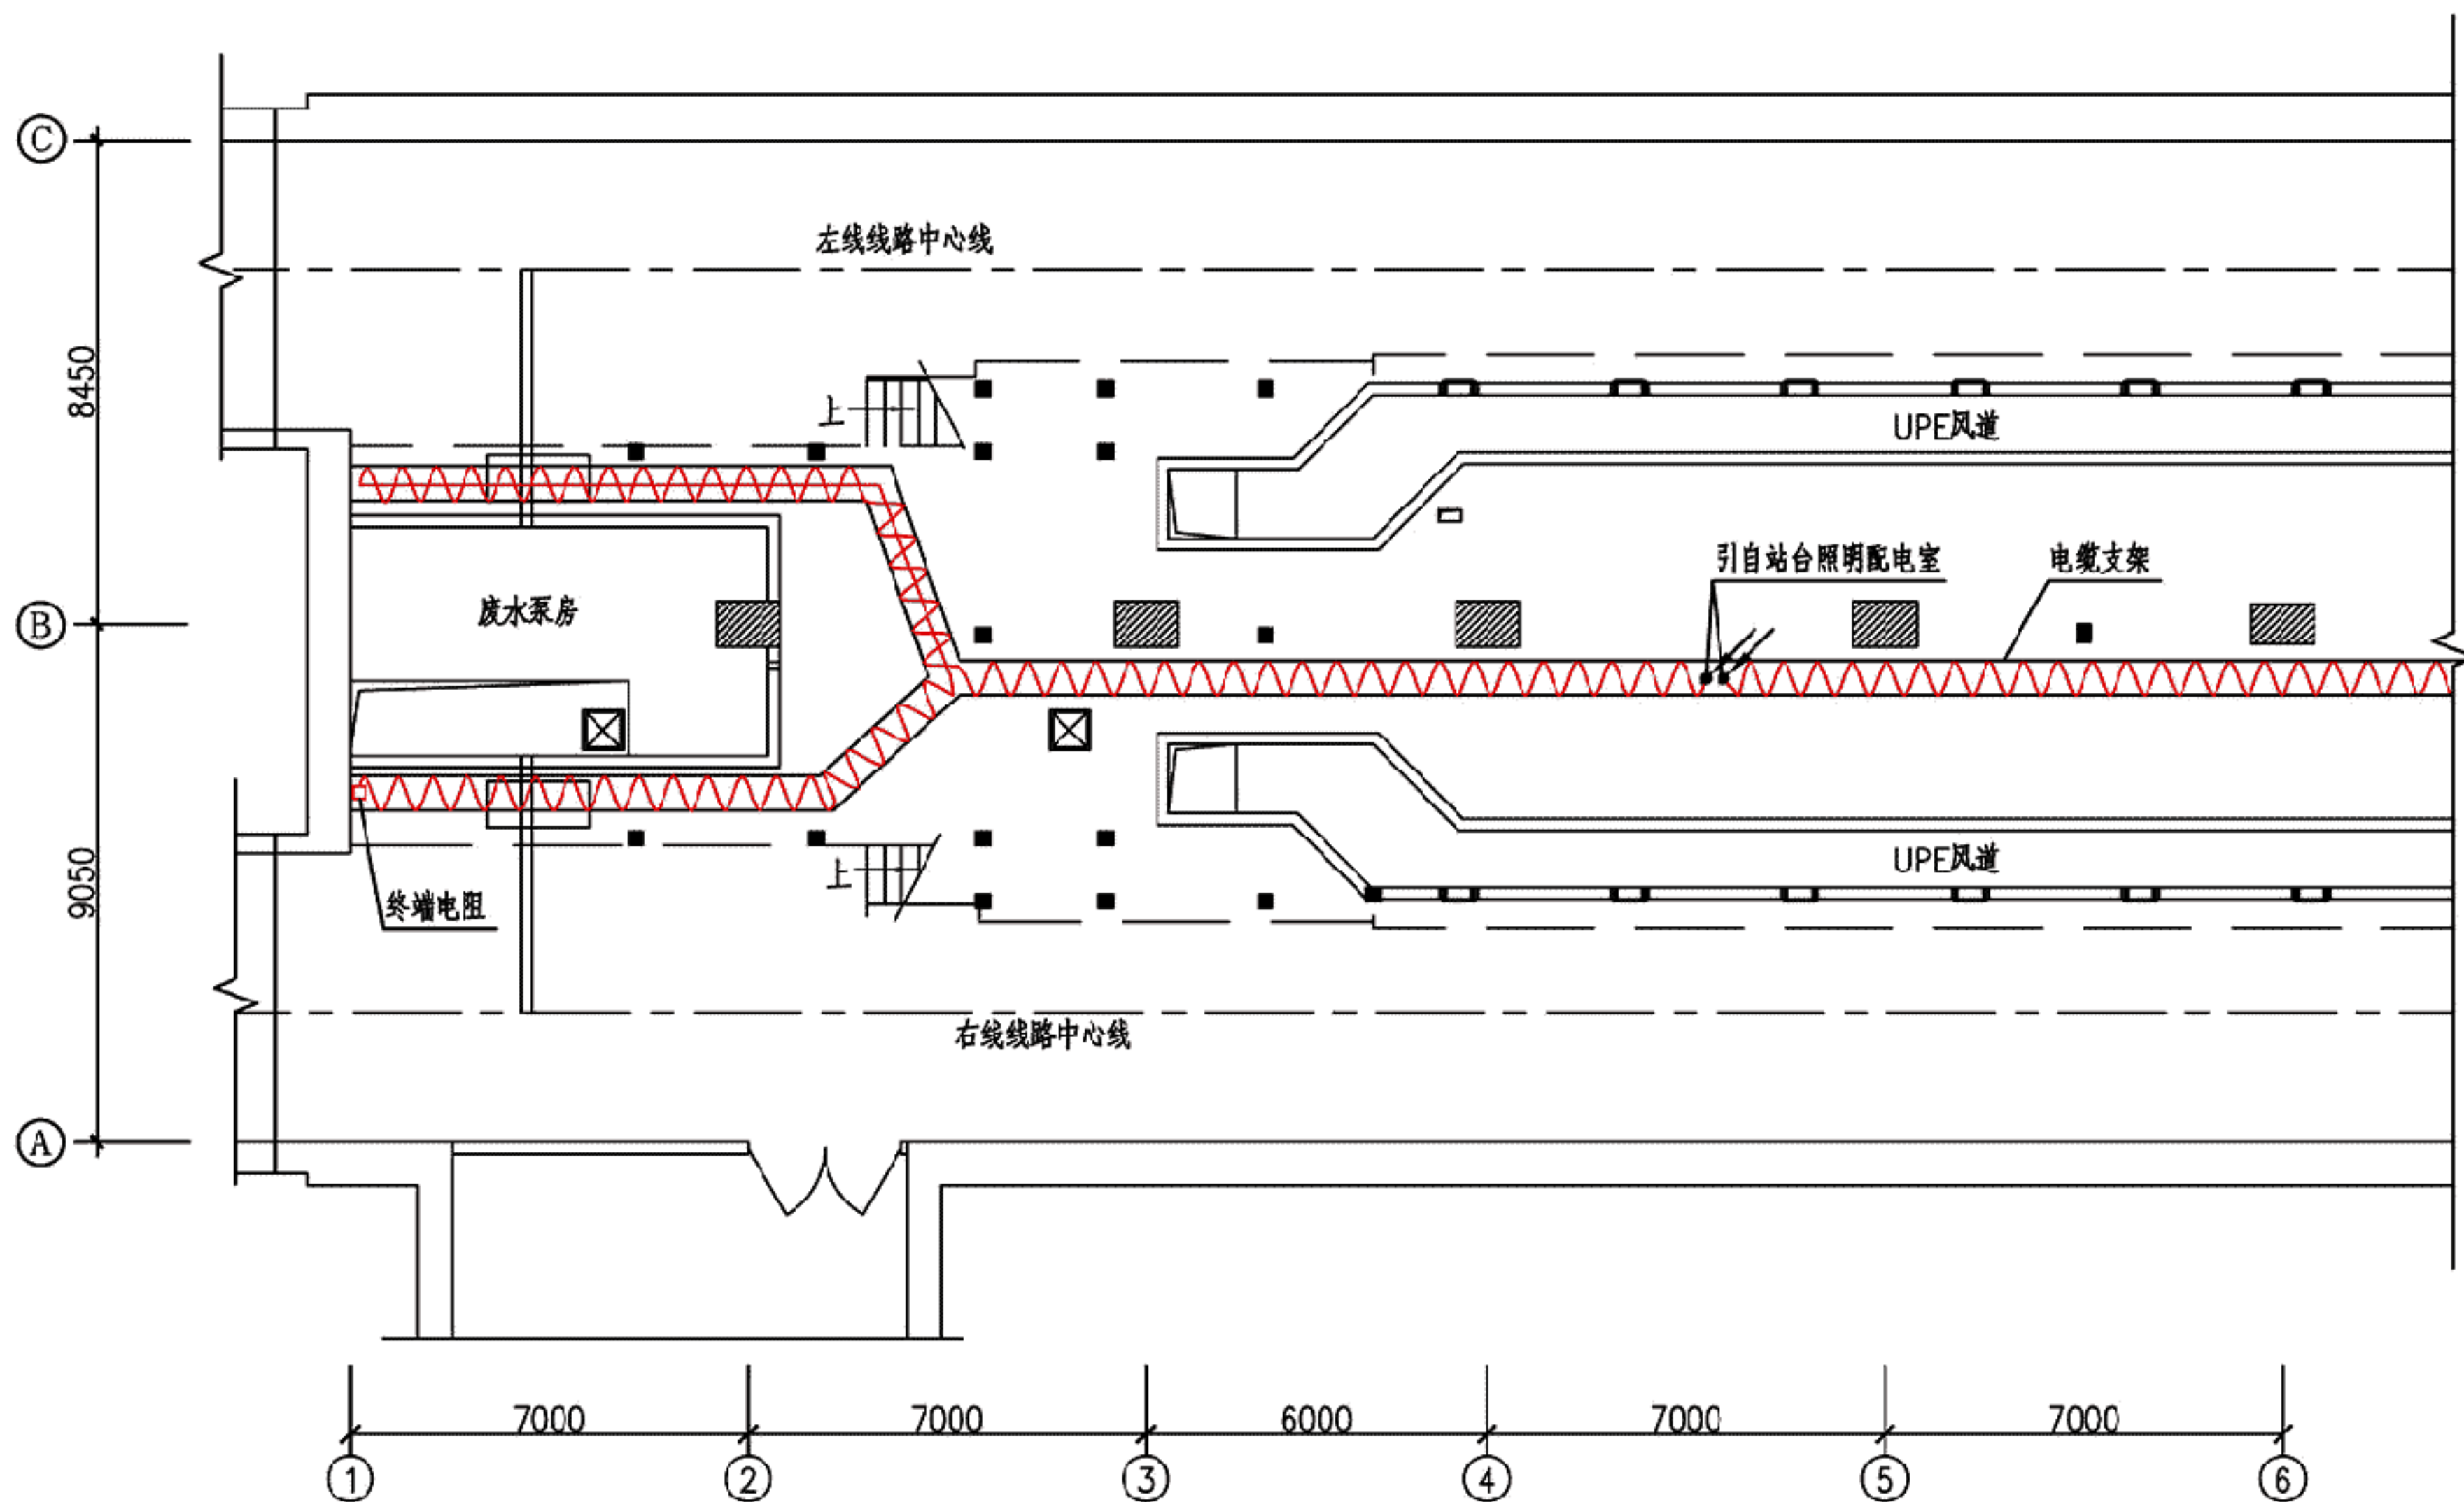 C
左线线路中心线
8450
上
UPE风道
引自站台照明配电室
电缆支架
B
废水泵房
9050
上
UPE风道
终端电阻
右线线路中心线
A
7000
7000
6000
7000
7000
1
2
3
4
5
6